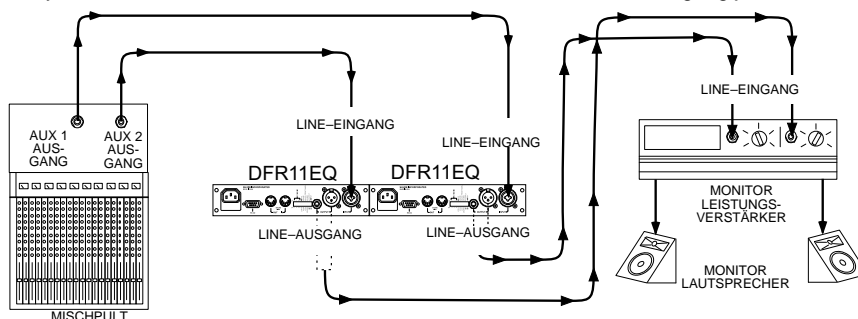 AUX 1
AUS-
GANG
AUX 2
AUS-
GANG
LINE–EINGANG
LINE–EINGANG
LINE–EINGANG
DFR11EQ
DFR11EQ
LINE–AUSGANG
LINE–AUSGANG
MONITOR
LEISTUNGS-
VERSTÄRKER
MONITOR
LAUTSPRECHER
MISCHPULT